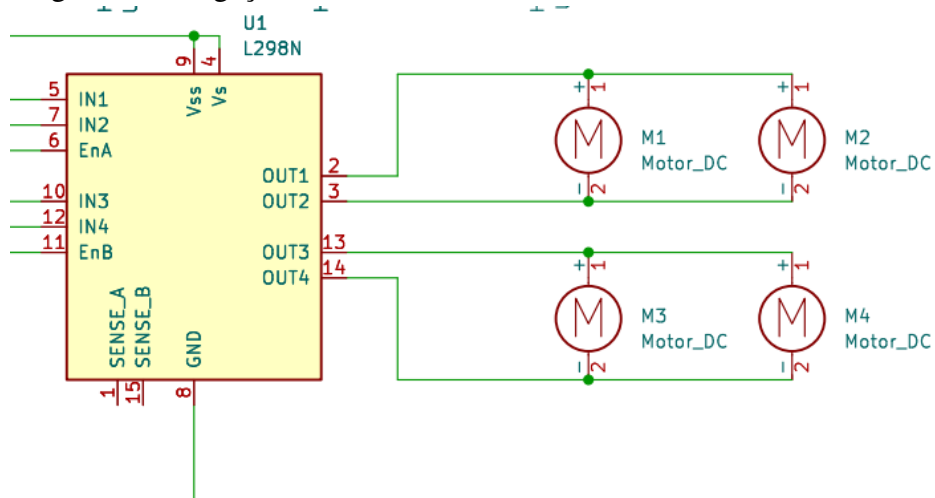 U1
L298N
9
4
Vss
Vs
5 IN1
7 IN2
6 EnA
10 IN3
12 IN4
11 EnB
OUT1 2
OUT2 3
OUT3 13
OUT4 14
SENSE_A
SENSE_B
GND
1
15
8
+ 1
M
- 2
M1
Motor_DC
+ 1
M
- 2
M2
Motor_DC
+ 1
M
- 2
M3
Motor_DC
+ 1
M
- 2
M4
Motor_DC